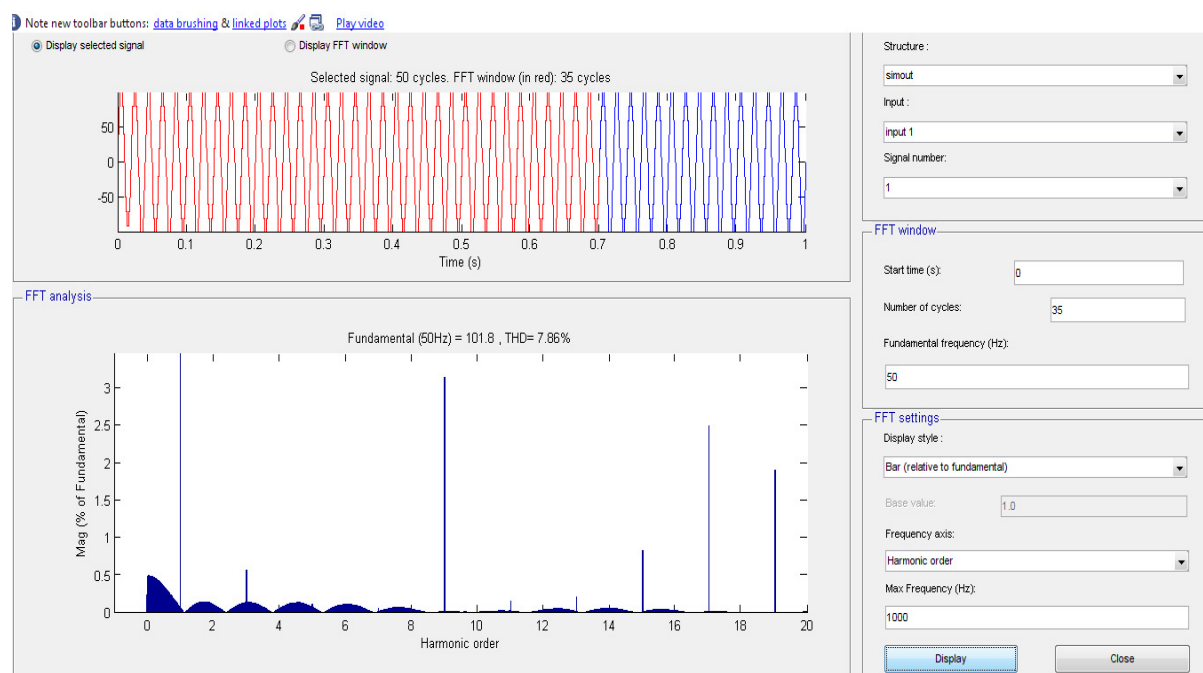 Note new toolbar buttons: data brushing & linked plots Play video
Display selected signal
Display FFT window
Selected signal: 50 cycles. FFT window (in red): 35 cycles
50
0
-50
0 0.1 0.2 0.3 0.4 0.5 0.6 0.7 0.8 0.9 1
Time (s)
FFT analysis
Fundamental (50Hz) = 101.8 , THD= 7.86%
Mag (% of Fundamental)
3
2.5
2
1.5
1
0.5
0
0 2 4 6 8 10 12 14 16 18 20
Harmonic order
Structure :
simout
Input :
input 1
Signal number:
1
FFT window
Start time (s):
0
Number of cycles:
35
Fundamental frequency (Hz):
50
FFT settings
Display style :
Bar (relative to fundamental)
Base value:
1.0
Frequency axis:
Harmonic order
Max Frequency (Hz):
1000
Display
Close